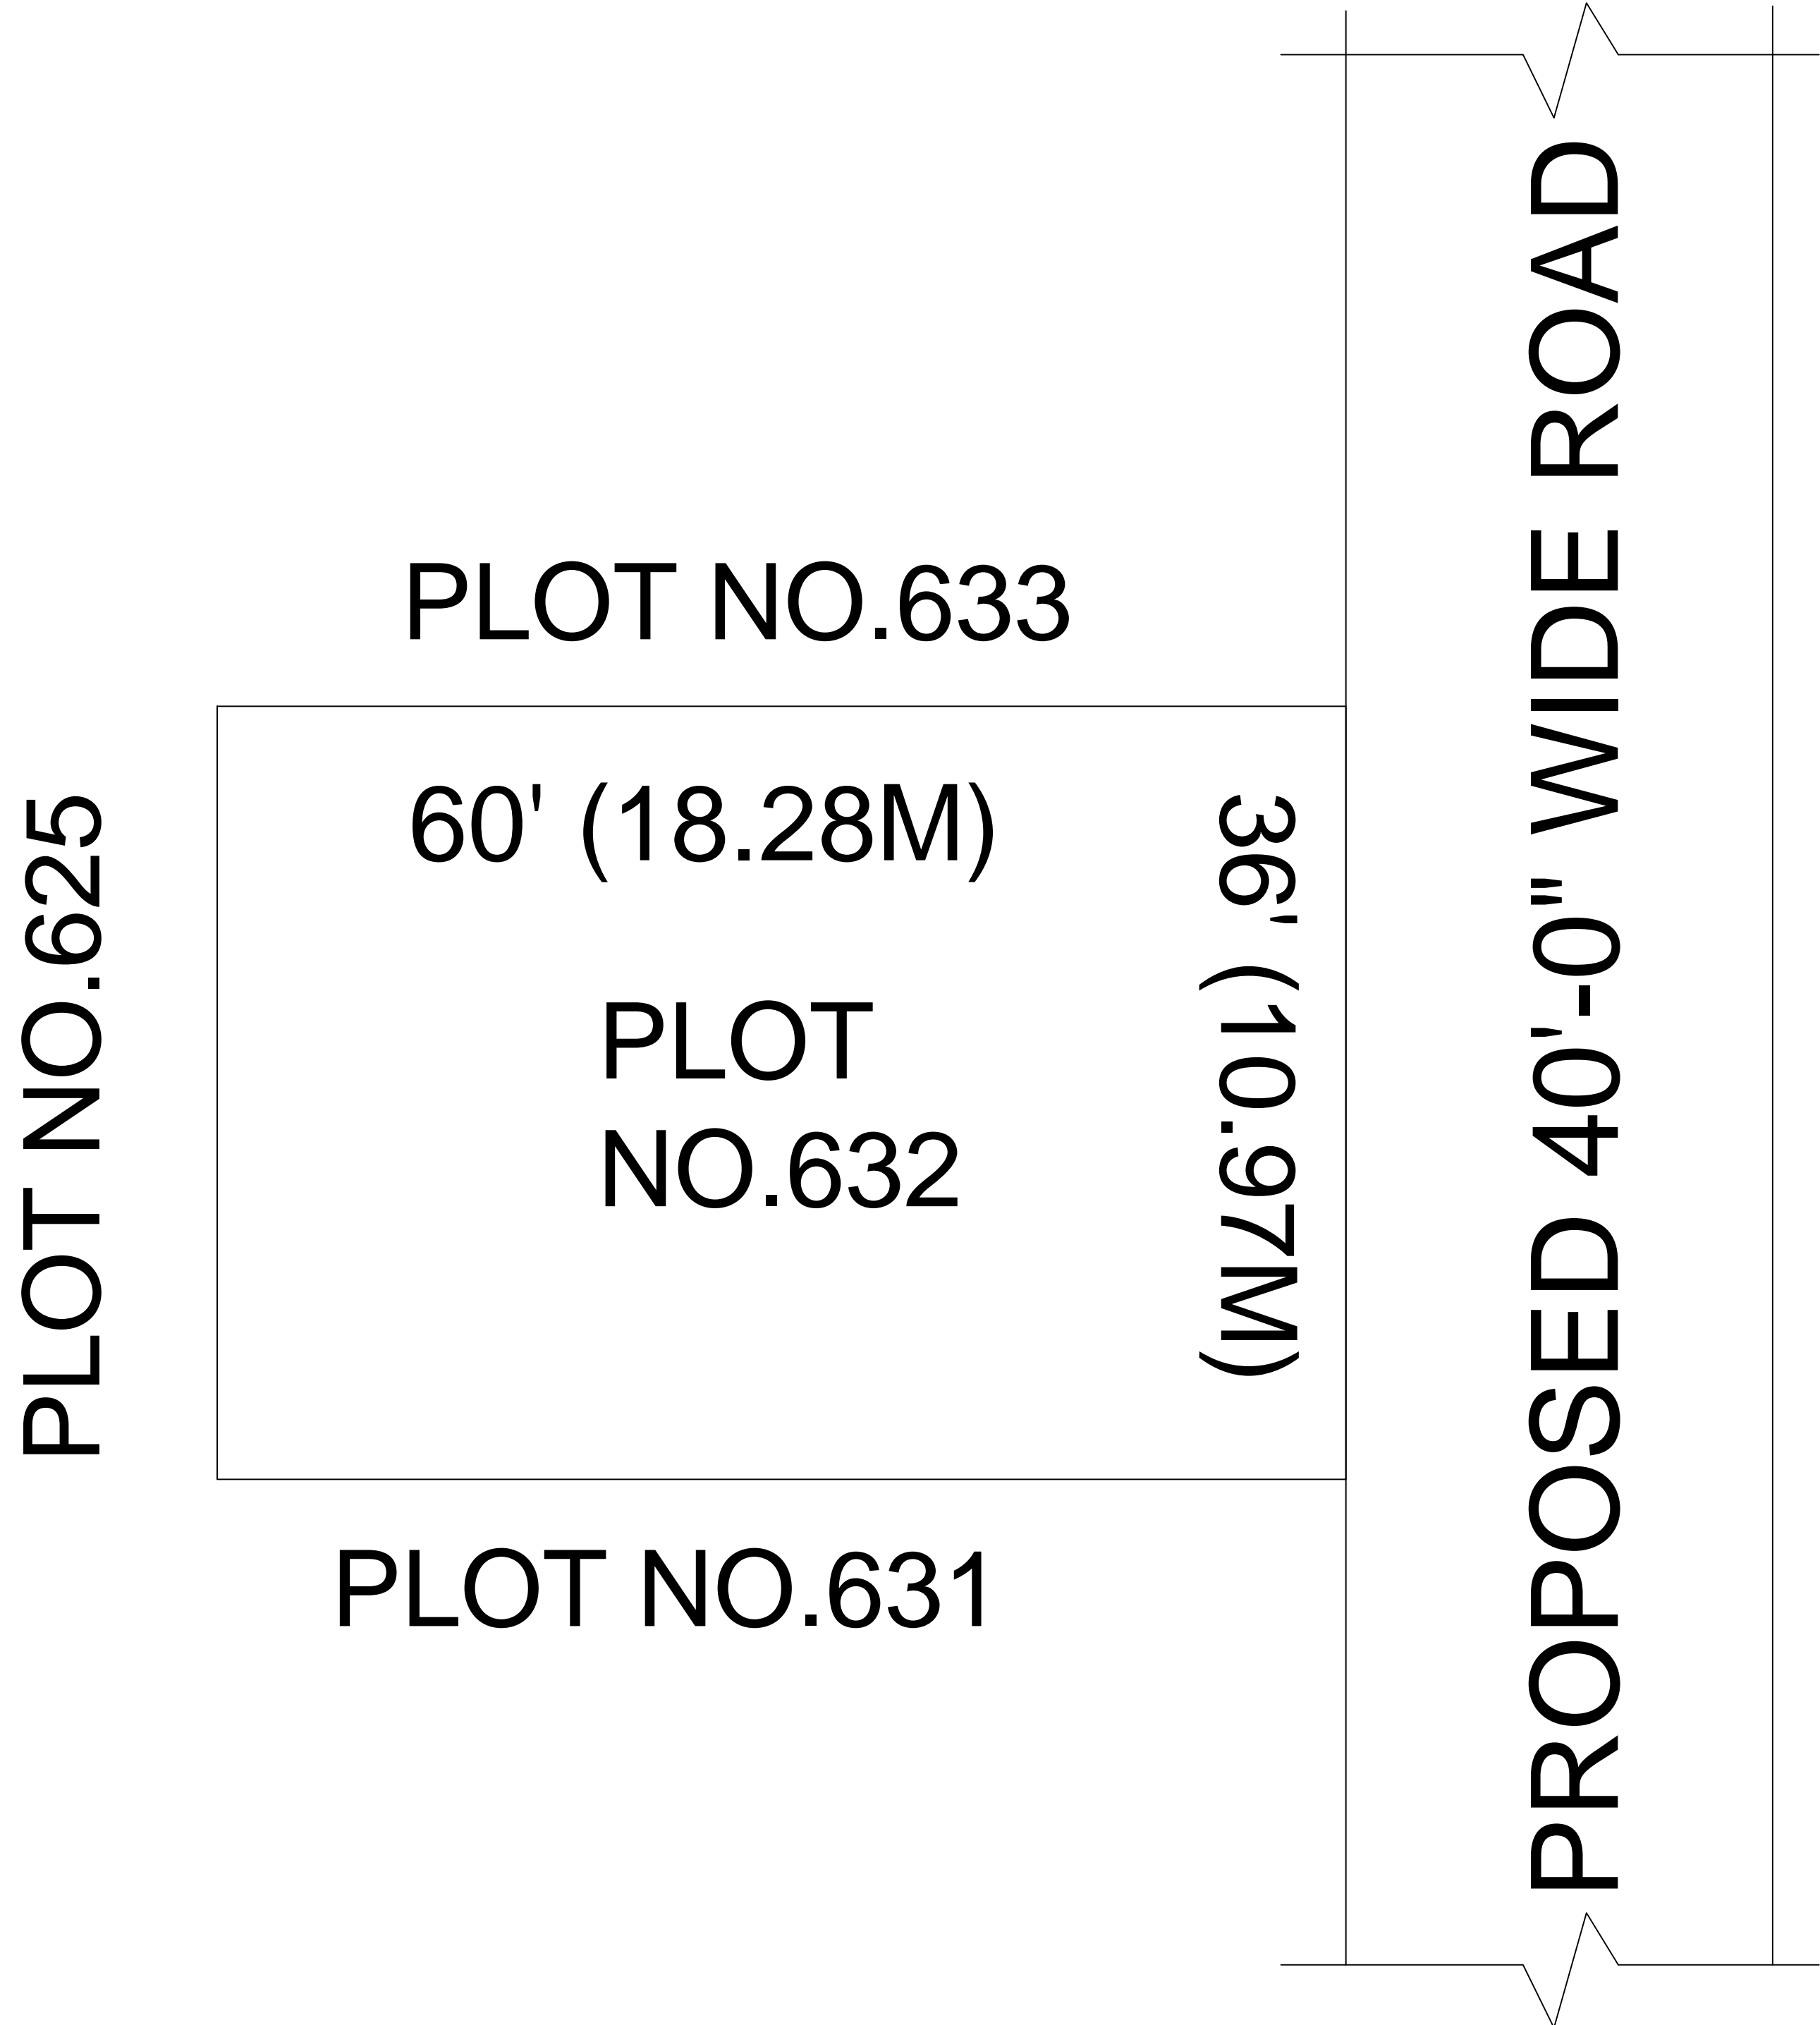 PLOT NO.633
60' (18.28M)
36' (10.97M)
PLOT
NO.632
PLOT NO.625
PLOT NO.631
PROPOSED 40'-0" WIDE ROAD